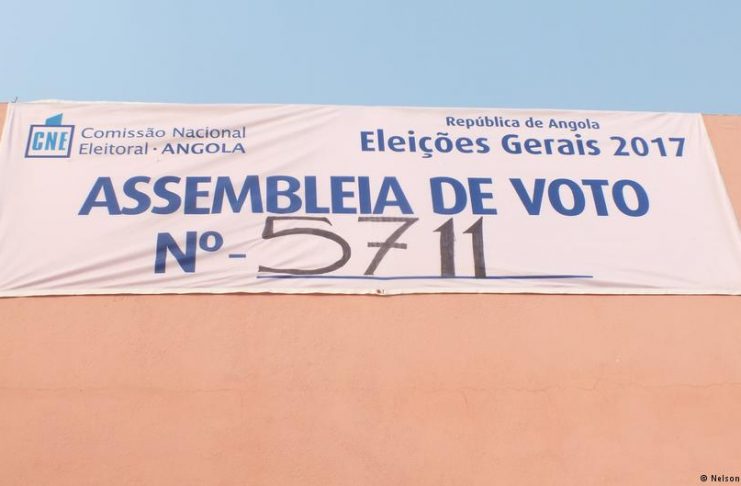 CNE
Comissão Nacional
Eleitoral · ANGOLA
República de Angola
Eleições Gerais 2017
ASSEMBLEIA DE VOTO
Nº - 5711
© Nelson